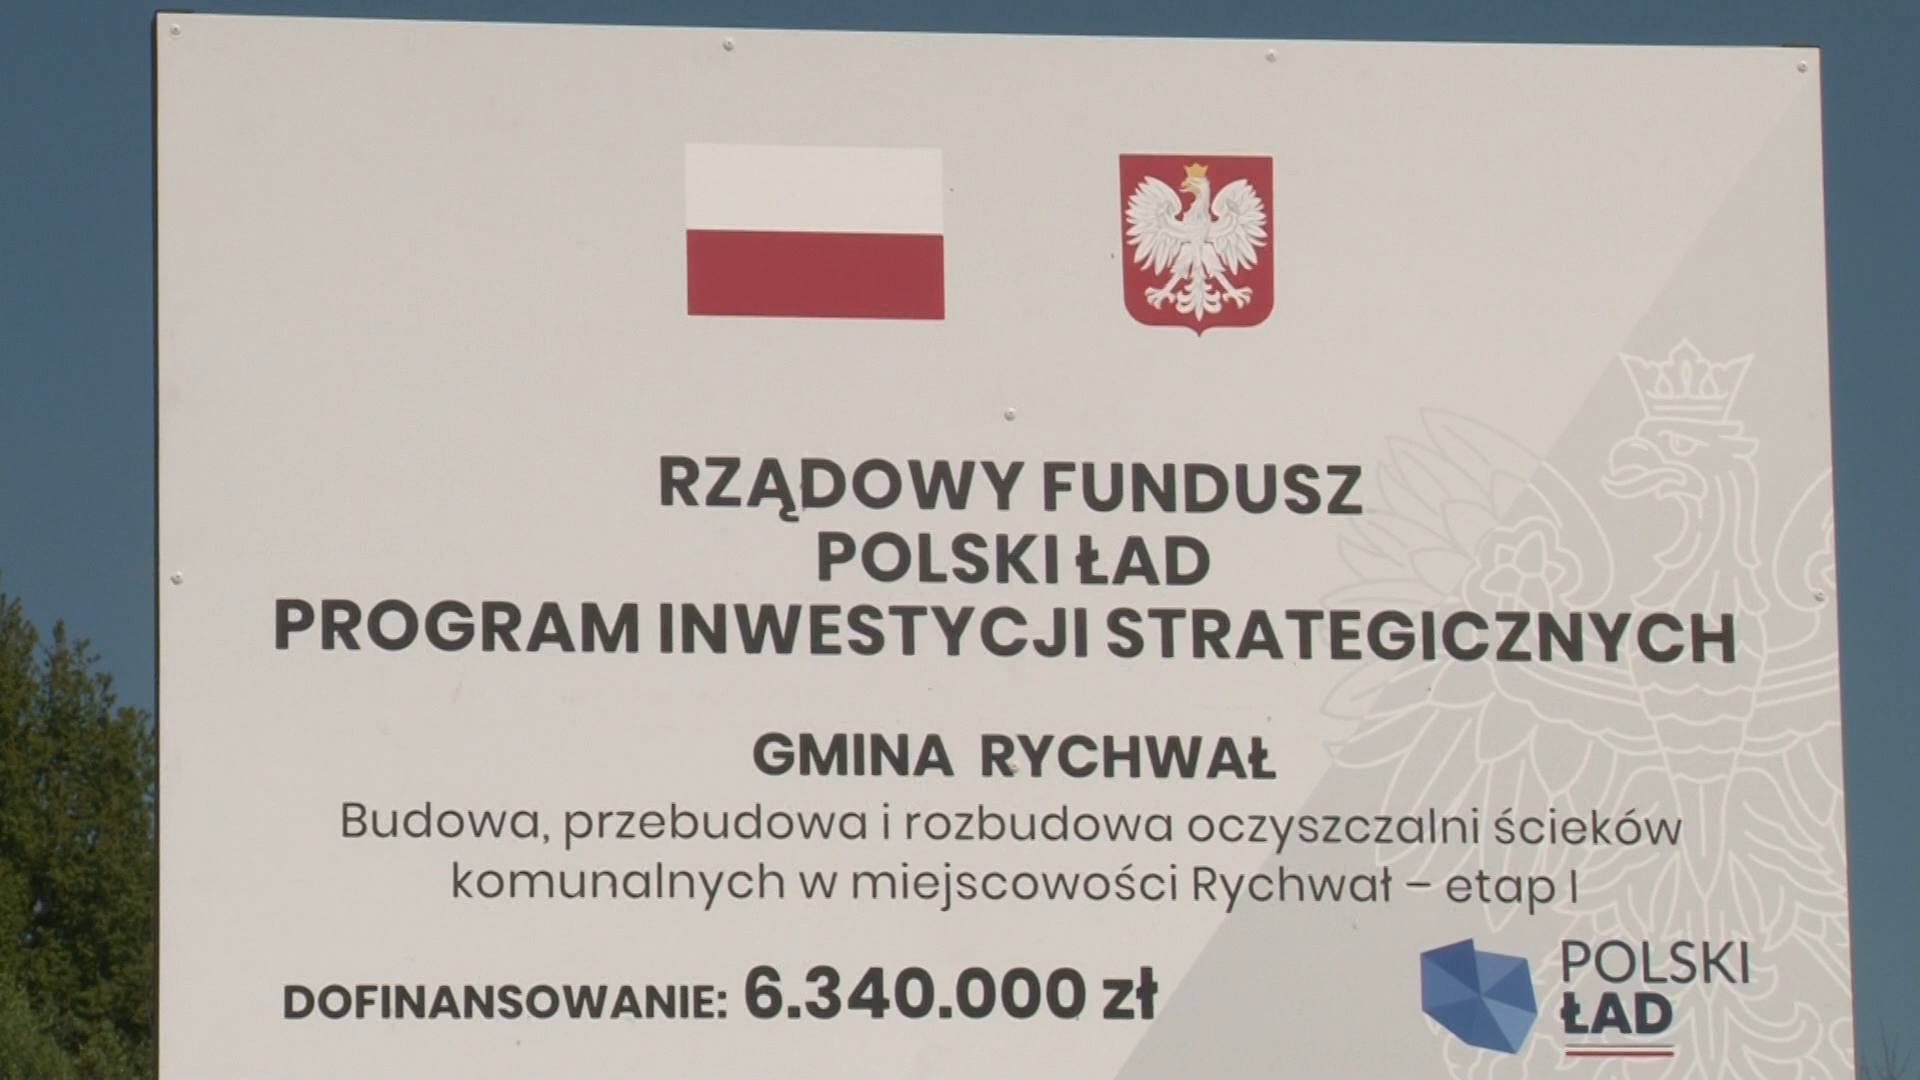 RZĄDOWY FUNDUSZ
POLSKI ŁAD
PROGRAM INWESTYCJI STRATEGICZNYCH
GMINA RYCHWAŁ
Budowa, przebudowa i rozbudowa oczyszczalni ścieków
komunalnych w miejscowości Rychwał – etap I
DOFINANSOWANIE: 6.340.000 zł
POLSKI
ŁAD